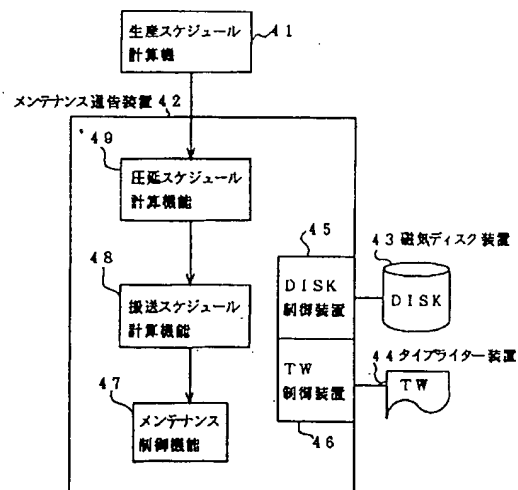 生産スケジュール
計算機
41
メンテナンス通告装置 42
49
圧延スケジュール
計算機能
48
搬送スケジュール
計算機能
47
メンテナンス
制御機能
45
DISK
制御装置
TW
制御装置
46
43 磁気ディスク装置
DISK
44 タイプライター装置
TW